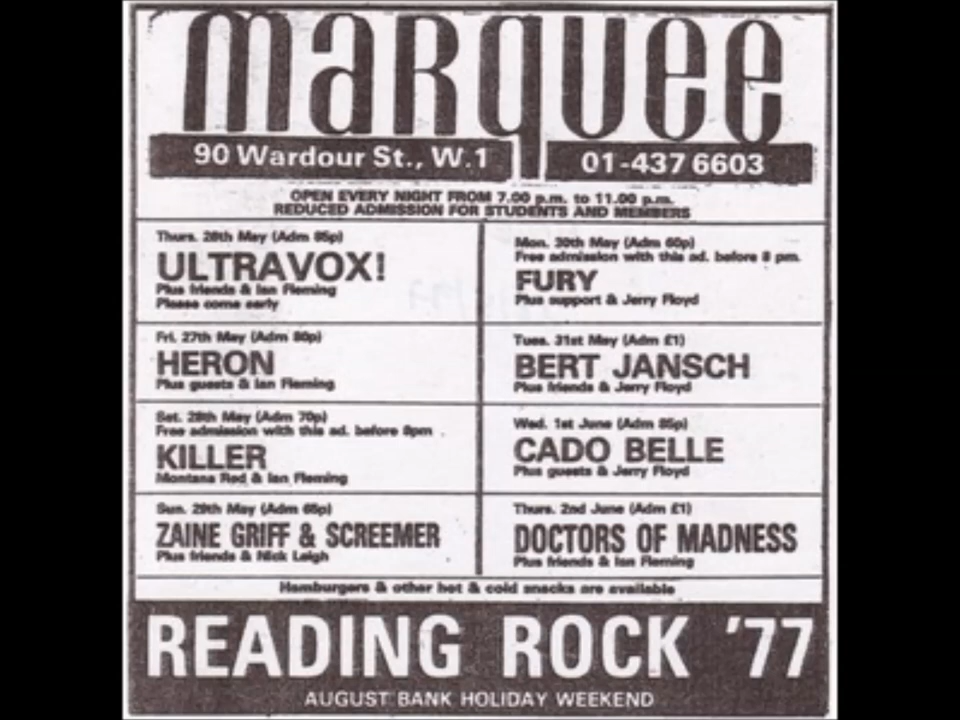 marquee
90 Wardour St., W.1
01-437 6603
OPEN EVERY NIGHT FROM 7.00 p.m. to 11.00 p.m.
REDUCED ADMISSION FOR STUDENTS AND MEMBERS
Thurs. 26th May (Adm 85p)
ULTRAVOX!
Plus friends & Ian Fleming
Please come early
Fri. 27th May (Adm 80p)
HERON
Plus guests & Ian Fleming
Sat. 28th May (Adm 70p)
Free admission with this ad. before 8pm
KILLER
Montana Red & Ian Fleming
Sun. 29th May (Adm 65p)
ZAINE GRIFF & SCREEMER
Plus friends & Nick Leigh
Mon. 30th May (Adm 60p)
Free admission with this ad. before 8 pm.
FURY
Plus support & Jerry Floyd
Tues. 31st May (Adm £1)
BERT JANSCH
Plus friends & Jerry Floyd
Wed. 1st June (Adm 85p)
CADO BELLE
Plus guests & Jerry Floyd
Thurs. 2nd June (Adm £1)
DOCTORS OF MADNESS
Plus friends & Ian Fleming
Hamburgers & other hot & cold snacks are available
READING ROCK '77
AUGUST BANK HOLIDAY WEEKEND